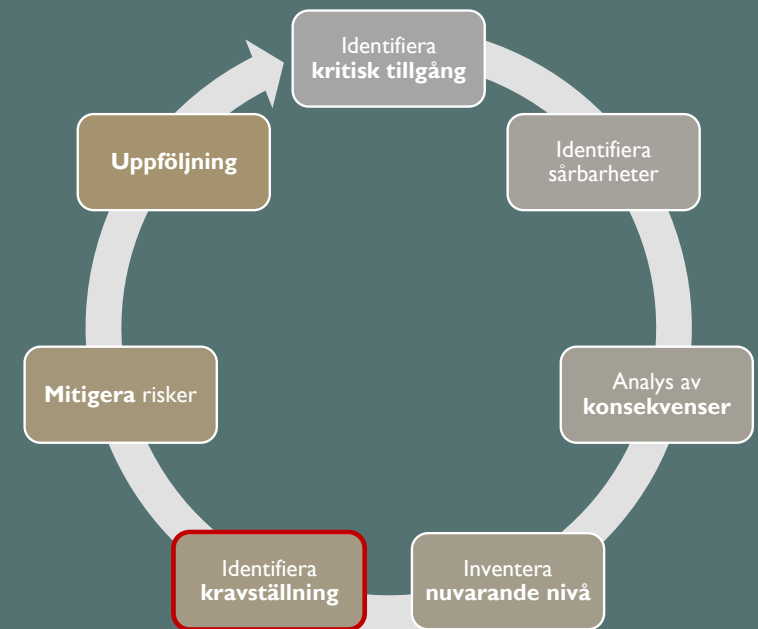 Identifiera
kritisk tillgång
Identifiera
sårbarheter
Analys av
konsekvenser
Inventera
nuvarande nivå
Identifiera
kravställning
Mitigera risker
Uppföljning